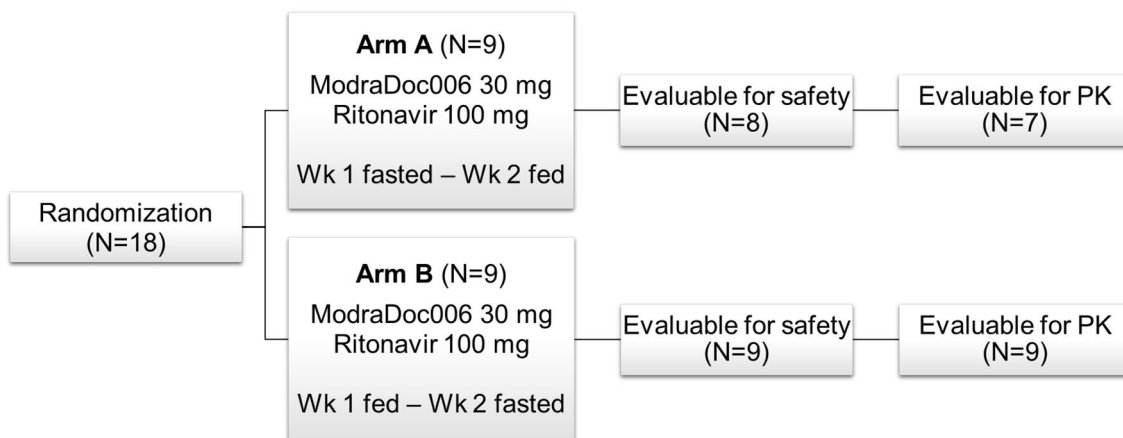 Randomization
(N=18)
Arm A (N=9)
ModraDoc006 30 mg
Ritonavir 100 mg
Wk 1 fasted – Wk 2 fed
Evaluable for safety
(N=8)
Evaluable for PK
(N=7)
Arm B (N=9)
ModraDoc006 30 mg
Ritonavir 100 mg
Wk 1 fed – Wk 2 fasted
Evaluable for safety
(N=9)
Evaluable for PK
(N=9)